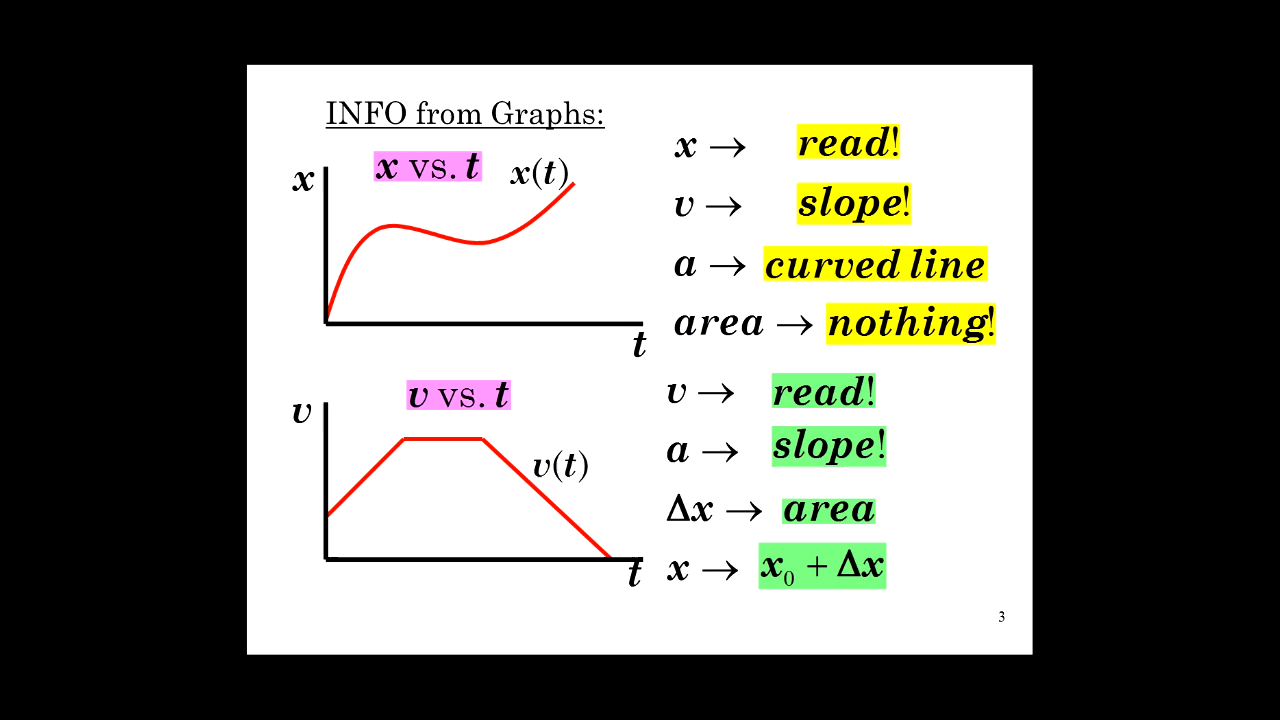 INFO from Graphs:
x vs. t
x
x(t)
t
x → read!
v → slope!
a → curved line
area → nothing!
v vs. t
v
v(t)
t
v → read!
a → slope!
Δx → area
x → x₀ + Δx
3